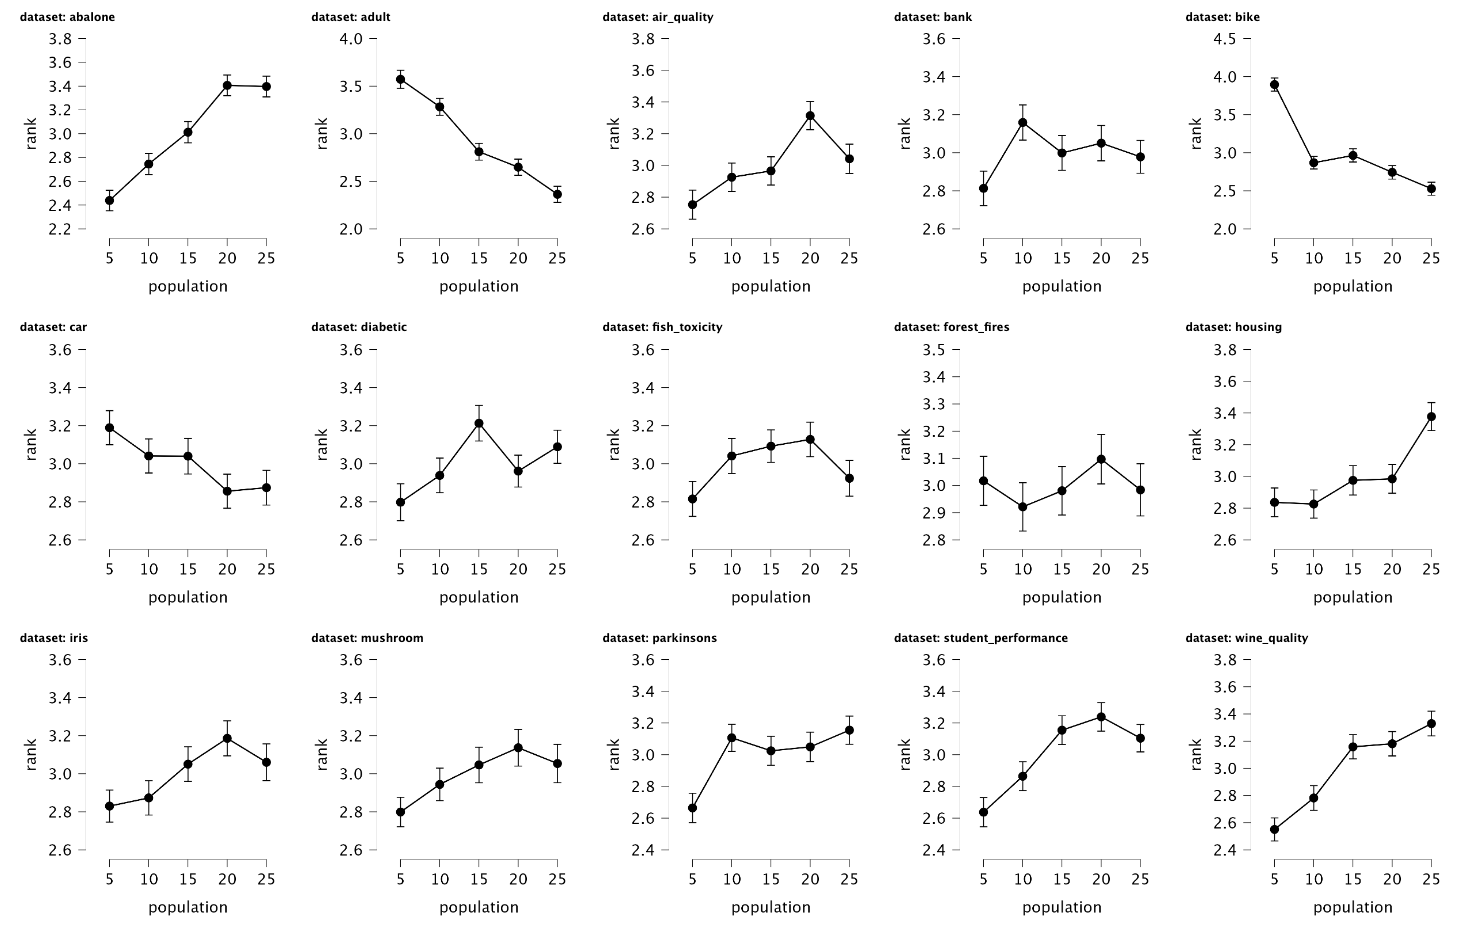 dataset: abalone
3.8
3.6
3.4
3.2
3.0
2.8
2.6
2.4
2.2
rank
5 10 15 20 25
population
dataset: adult
4.0
3.5
3.0
2.5
2.0
rank
5 10 15 20 25
population
dataset: air_quality
3.8
3.6
3.4
3.2
3.0
2.8
2.6
rank
5 10 15 20 25
population
dataset: bank
3.6
3.4
3.2
3.0
2.8
2.6
rank
5 10 15 20 25
population
dataset: bike
4.5
4.0
3.5
3.0
2.5
2.0
rank
5 10 15 20 25
population
dataset: car
3.6
3.4
3.2
3.0
2.8
2.6
rank
5 10 15 20 25
population
dataset: diabetic
3.6
3.4
3.2
3.0
2.8
2.6
rank
5 10 15 20 25
population
dataset: fish_toxicity
3.6
3.4
3.2
3.0
2.8
2.6
rank
5 10 15 20 25
population
dataset: forest_fires
3.5
3.4
3.3
3.2
3.1
3.0
2.9
2.8
rank
5 10 15 20 25
population
dataset: housing
3.8
3.6
3.4
3.2
3.0
2.8
2.6
rank
5 10 15 20 25
population
dataset: iris
3.6
3.4
3.2
3.0
2.8
2.6
rank
5 10 15 20 25
population
dataset: mushroom
3.6
3.4
3.2
3.0
2.8
2.6
rank
5 10 15 20 25
population
dataset: parkinsons
3.6
3.4
3.2
3.0
2.8
2.6
2.4
rank
5 10 15 20 25
population
dataset: student_performance
3.6
3.4
3.2
3.0
2.8
2.6
2.4
rank
5 10 15 20 25
population
dataset: wine_quality
3.8
3.6
3.4
3.2
3.0
2.8
2.6
2.4
rank
5 10 15 20 25
population